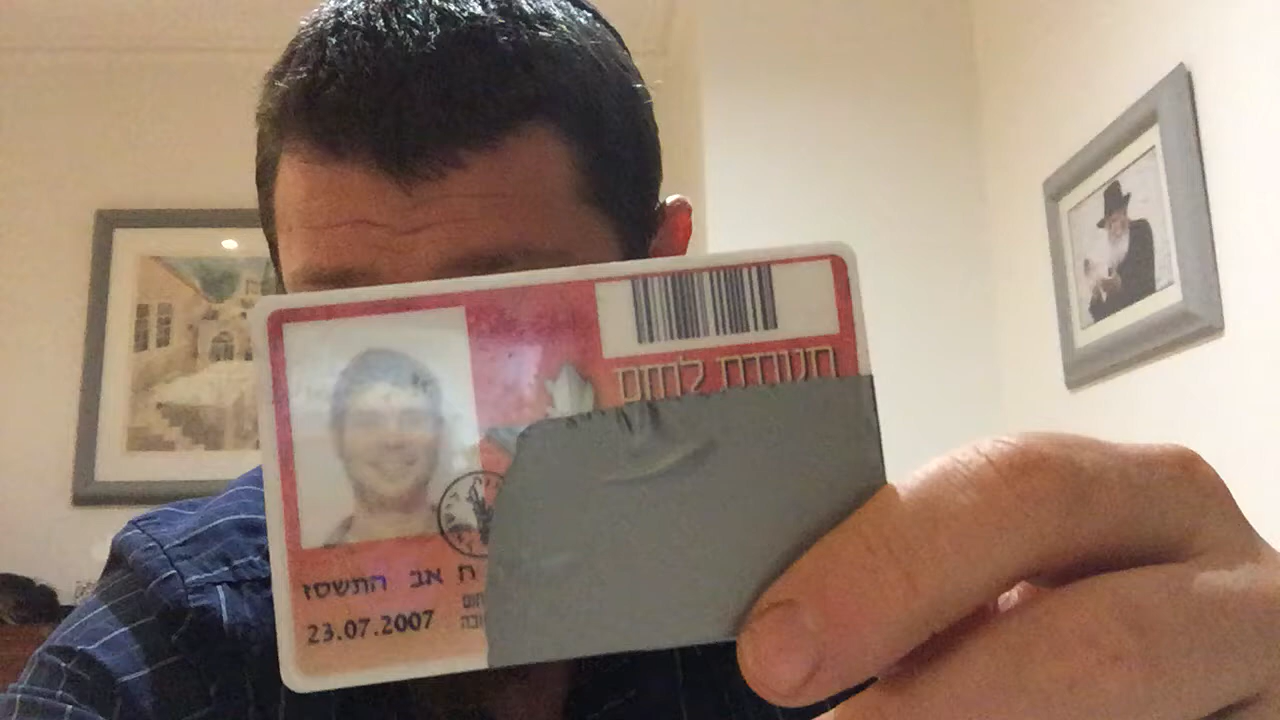 תעודת לוחם
ח אב התשסז
23.07.2007